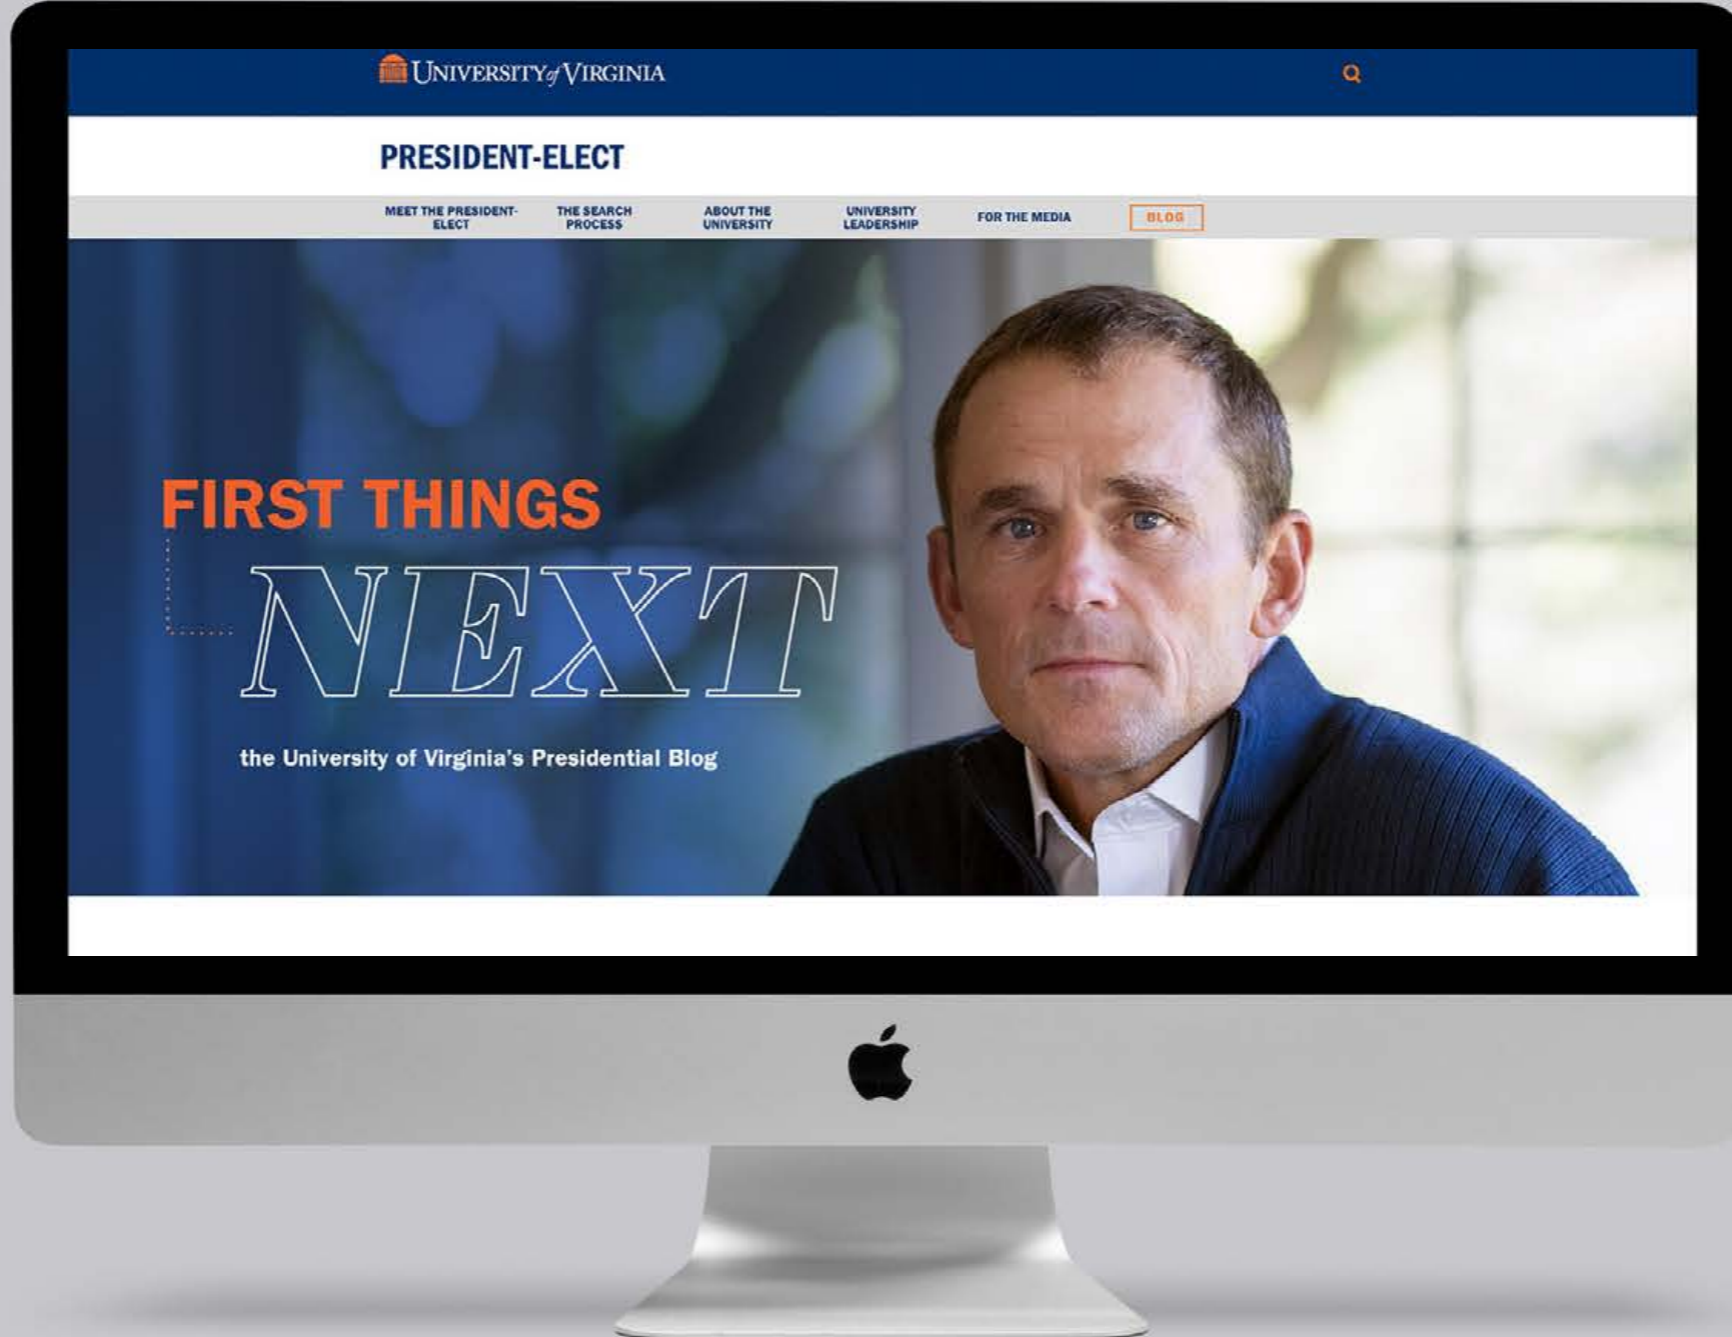 UNIVERSITY of VIRGINIA
PRESIDENT-ELECT
MEET THE PRESIDENT-
ELECT
THE SEARCH
PROCESS
ABOUT THE
UNIVERSITY
UNIVERSITY
LEADERSHIP
FOR THE MEDIA
BLOG
FIRST THINGS
NEXT
the University of Virginia's Presidential Blog